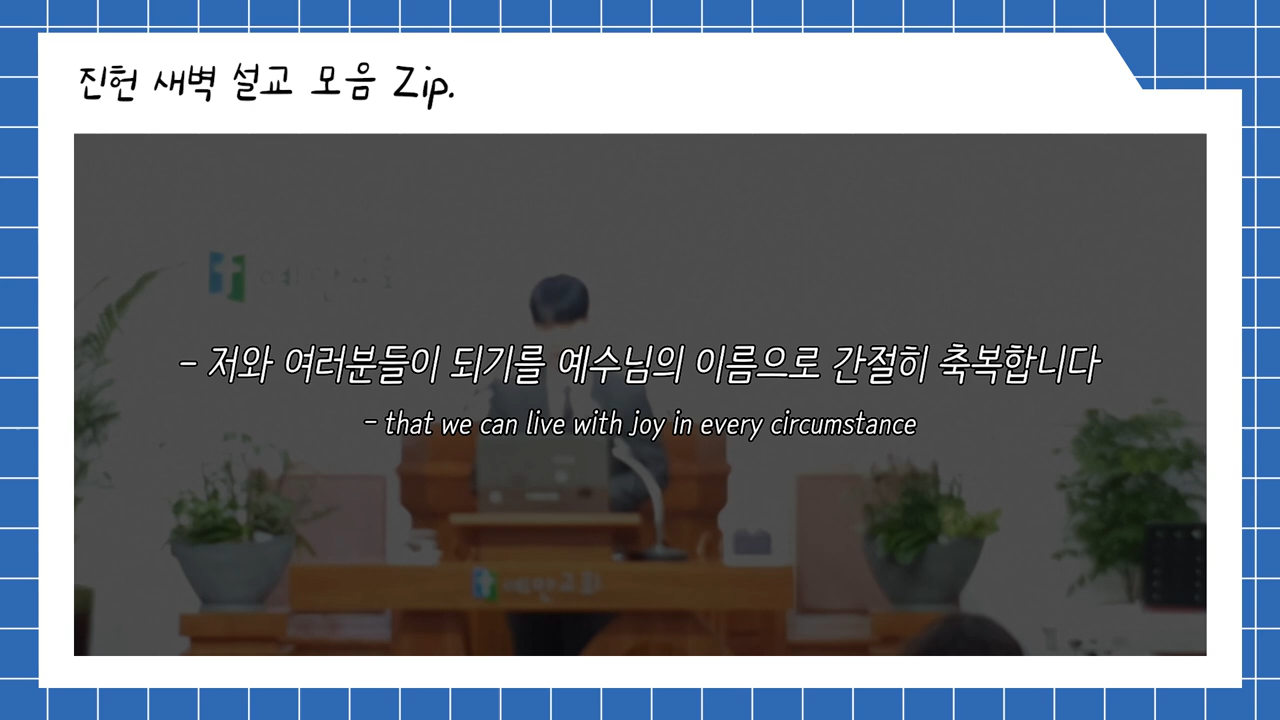 진헌 새벽 설교 모음 Zip.
- 저와 여러분들이 되기를 예수님의 이름으로 간절히 축복합니다
- that we can live with joy in every circumstance